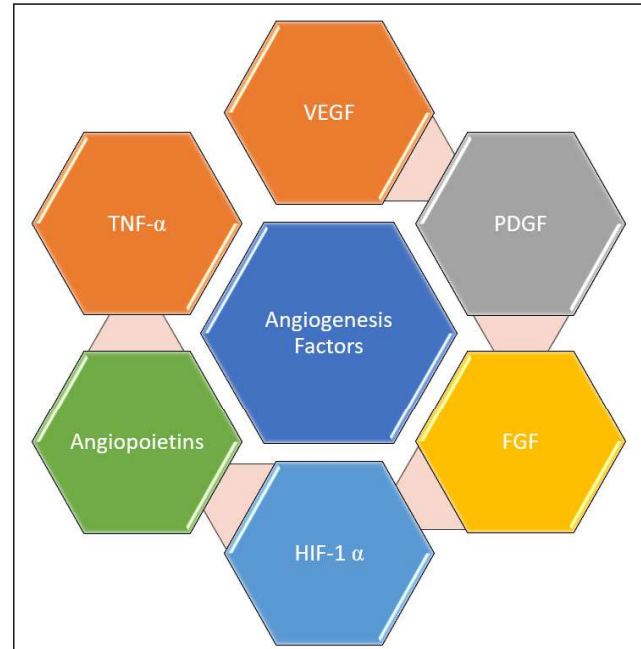 VEGF
TNF-α
PDGF
Angiogenesis
Factors
Angiopoietins
FGF
HIF-1 α